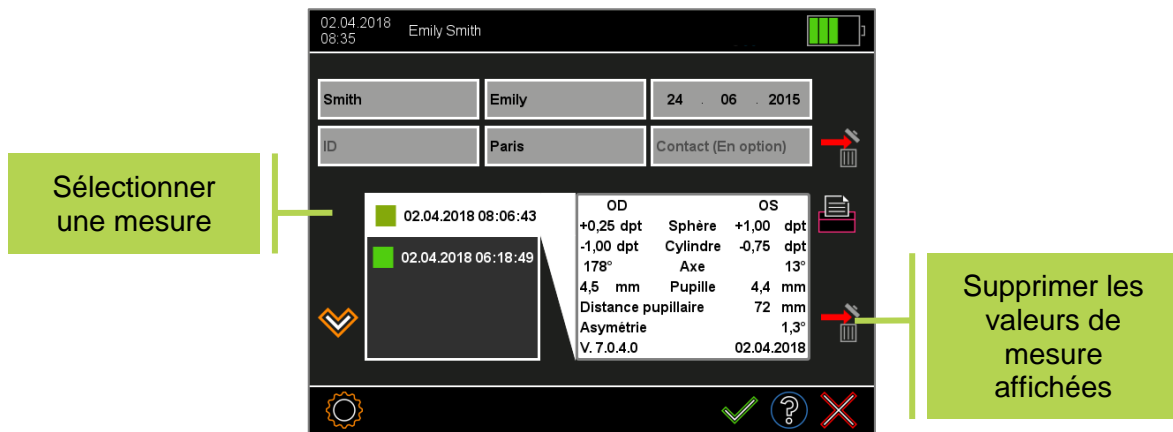 02.04.2018
08:35
Emily Smith
Smith
Emily
24 . 06 . 2015
ID
Paris
Contact (En option)
Sélectionner
une mesure
02.04.2018 08:06:43
02.04.2018 06:18:49
OD OS
+0,25 dpt Sphère +1,00 dpt
-1,00 dpt Cylindre -0,75 dpt
178° Axe 13°
4,5 mm Pupille 4,4 mm
Distance pupillaire 72 mm
Asymétrie 1,3°
V. 7.0.4.0 02.04.2018
Supprimer les
valeurs de
mesure
affichées
?